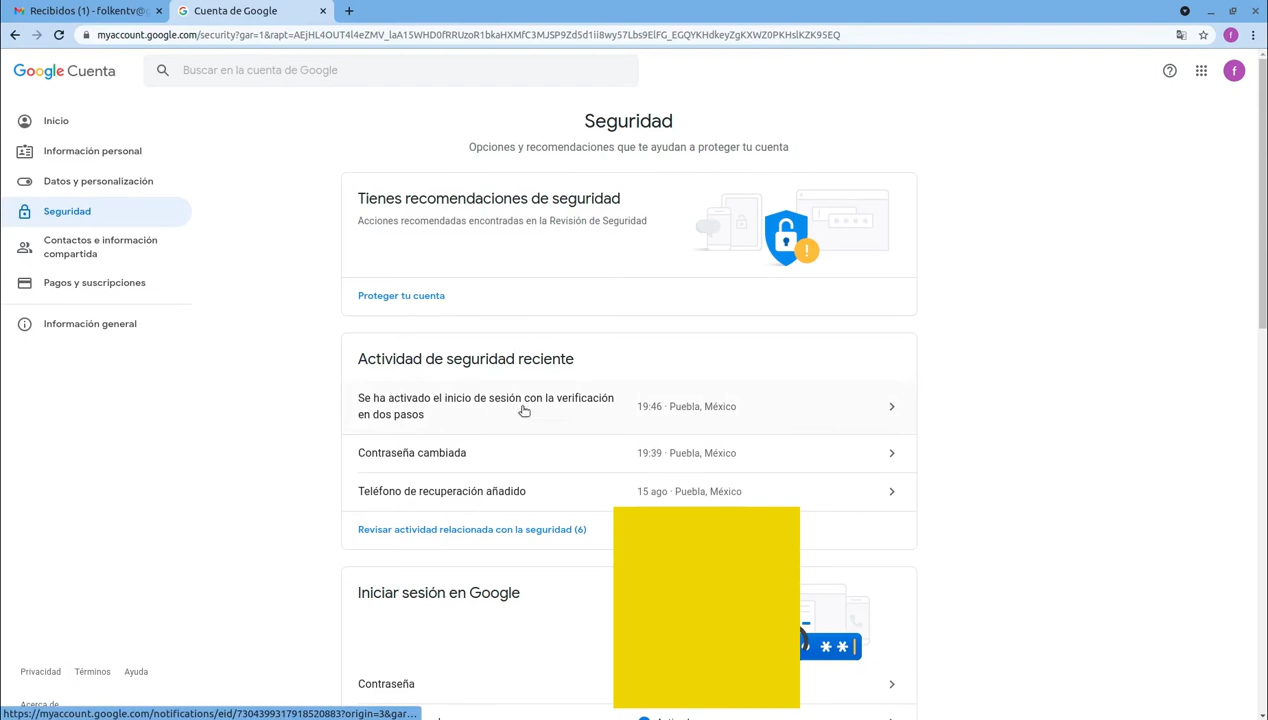 Recibidos (1) - folkentv@g
Cuenta de Google
myaccount.google.com/security?gar=1&rapt=AEjHL4OUT4l4eZMV_laA15WHD0fRRUzoR1bkaHXMfC3MJSP9Zd5d1ii8wy57Lbs9ElFG_EGQYKHdkeyZgKXWZ0PKHslKZK95EQ
Google Cuenta
Buscar en la cuenta de Google
f
f
Inicio
Información personal
Datos y personalización
Seguridad
Contactos e información
compartida
Pagos y suscripciones
Información general
Seguridad
Opciones y recomendaciones que te ayudan a proteger tu cuenta
Tienes recomendaciones de seguridad
Acciones recomendadas encontradas en la Revisión de Seguridad
Proteger tu cuenta
Actividad de seguridad reciente
Se ha activado el inicio de sesión con la verificación
en dos pasos
19:46 · Puebla, México
Contraseña cambiada
19:39 · Puebla, México
Teléfono de recuperación añadido
15 ago · Puebla, México
Revisar actividad relacionada con la seguridad (6)
Iniciar sesión en Google
Contraseña
Privacidad
Términos
Ayuda
Acerca de
https://myaccount.google.com/notifications/eid/7304399317918520883?origin=3&gar...